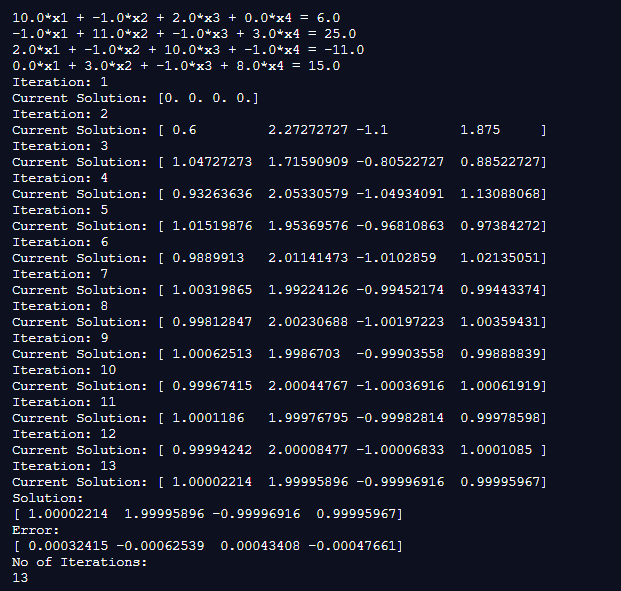 10.0*x1 + -1.0*x2 + 2.0*x3 + 0.0*x4 = 6.0
-1.0*x1 + 11.0*x2 + -1.0*x3 + 3.0*x4 = 25.0
2.0*x1 + -1.0*x2 + 10.0*x3 + -1.0*x4 = -11.0
0.0*x1 + 3.0*x2 + -1.0*x3 + 8.0*x4 = 15.0
Iteration: 1
Current Solution: [0. 0. 0. 0.]
Iteration: 2
Current Solution: [ 0.6         2.27272727 -1.1         1.875     ]
Iteration: 3
Current Solution: [ 1.04727273  1.71590909 -0.80522727  0.88522727]
Iteration: 4
Current Solution: [ 0.93263636  2.05330579 -1.04934091  1.13088068]
Iteration: 5
Current Solution: [ 1.01519876  1.95369576 -0.96810863  0.97384272]
Iteration: 6
Current Solution: [ 0.9889913   2.01141473 -1.0102859   1.02135051]
Iteration: 7
Current Solution: [ 1.00319865  1.99224126 -0.99452174  0.99443374]
Iteration: 8
Current Solution: [ 0.99812847  2.00230688 -1.00197223  1.00359431]
Iteration: 9
Current Solution: [ 1.00062513  1.9986703  -0.99903558  0.99888839]
Iteration: 10
Current Solution: [ 0.99967415  2.00044767 -1.00036916  1.00061919]
Iteration: 11
Current Solution: [ 1.0001186   1.99976795 -0.99982814  0.99978598]
Iteration: 12
Current Solution: [ 0.99994242  2.00008477 -1.00006833  1.0001085 ]
Iteration: 13
Current Solution: [ 1.00002214  1.99995896 -0.99996916  0.99995967]
Solution:
[ 1.00002214  1.99995896 -0.99996916  0.99995967]
Error:
[ 0.00032415 -0.00062539  0.00043408 -0.00047661]
No of Iterations:
13